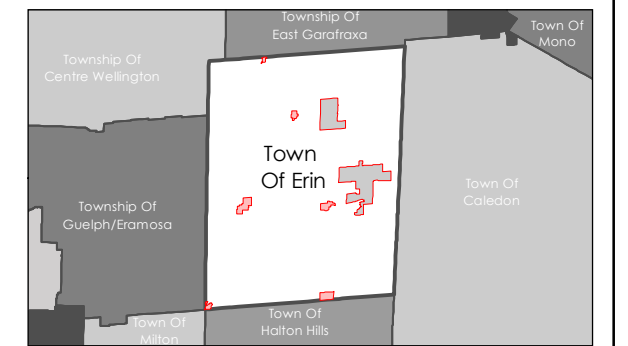 Township Of
East Garafraxa
Town Of
Mono
Township Of
Centre Wellington
Town
Of Erin
Town Of
Caledon
Township Of
Guelph/Eramosa
Town Of
Milton
Town Of
Halton Hills